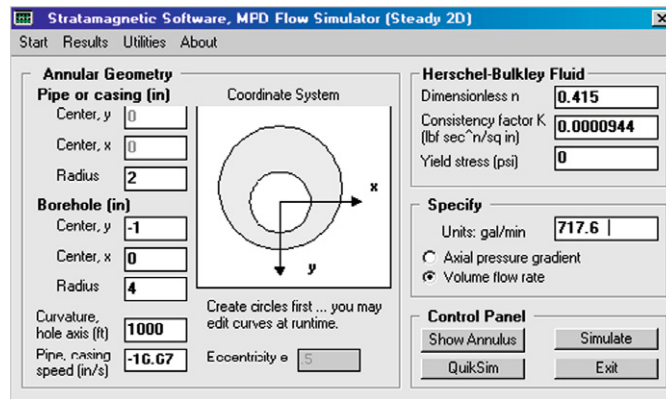 Stratamagnetic Software, MPD Flow Simulator (Steady 2D)
Start Results Utilities About
Annular Geometry
Pipe or casing (in)
Center, y 0
Center, x 0
Radius 2
Borehole (in)
Center, y -1
Center, x 0
Radius 4
Curvature,
hole axis (ft) 1000
Pipe, casing
speed (in/s) -16.67
Coordinate System
x
y
Create circles first ... you may
edit curves at runtime.
Eccentricity e .5
Herschel-Bulkley Fluid
Dimensionless n 0.415
Consistency factor K
(lbf sec^n/sq in) 0.0000944
Yield stress (psi) 0
Specify
Units: gal/min 717.6
Axial pressure gradient
Volume flow rate
Control Panel
Show Annulus Simulate
QuikSim Exit